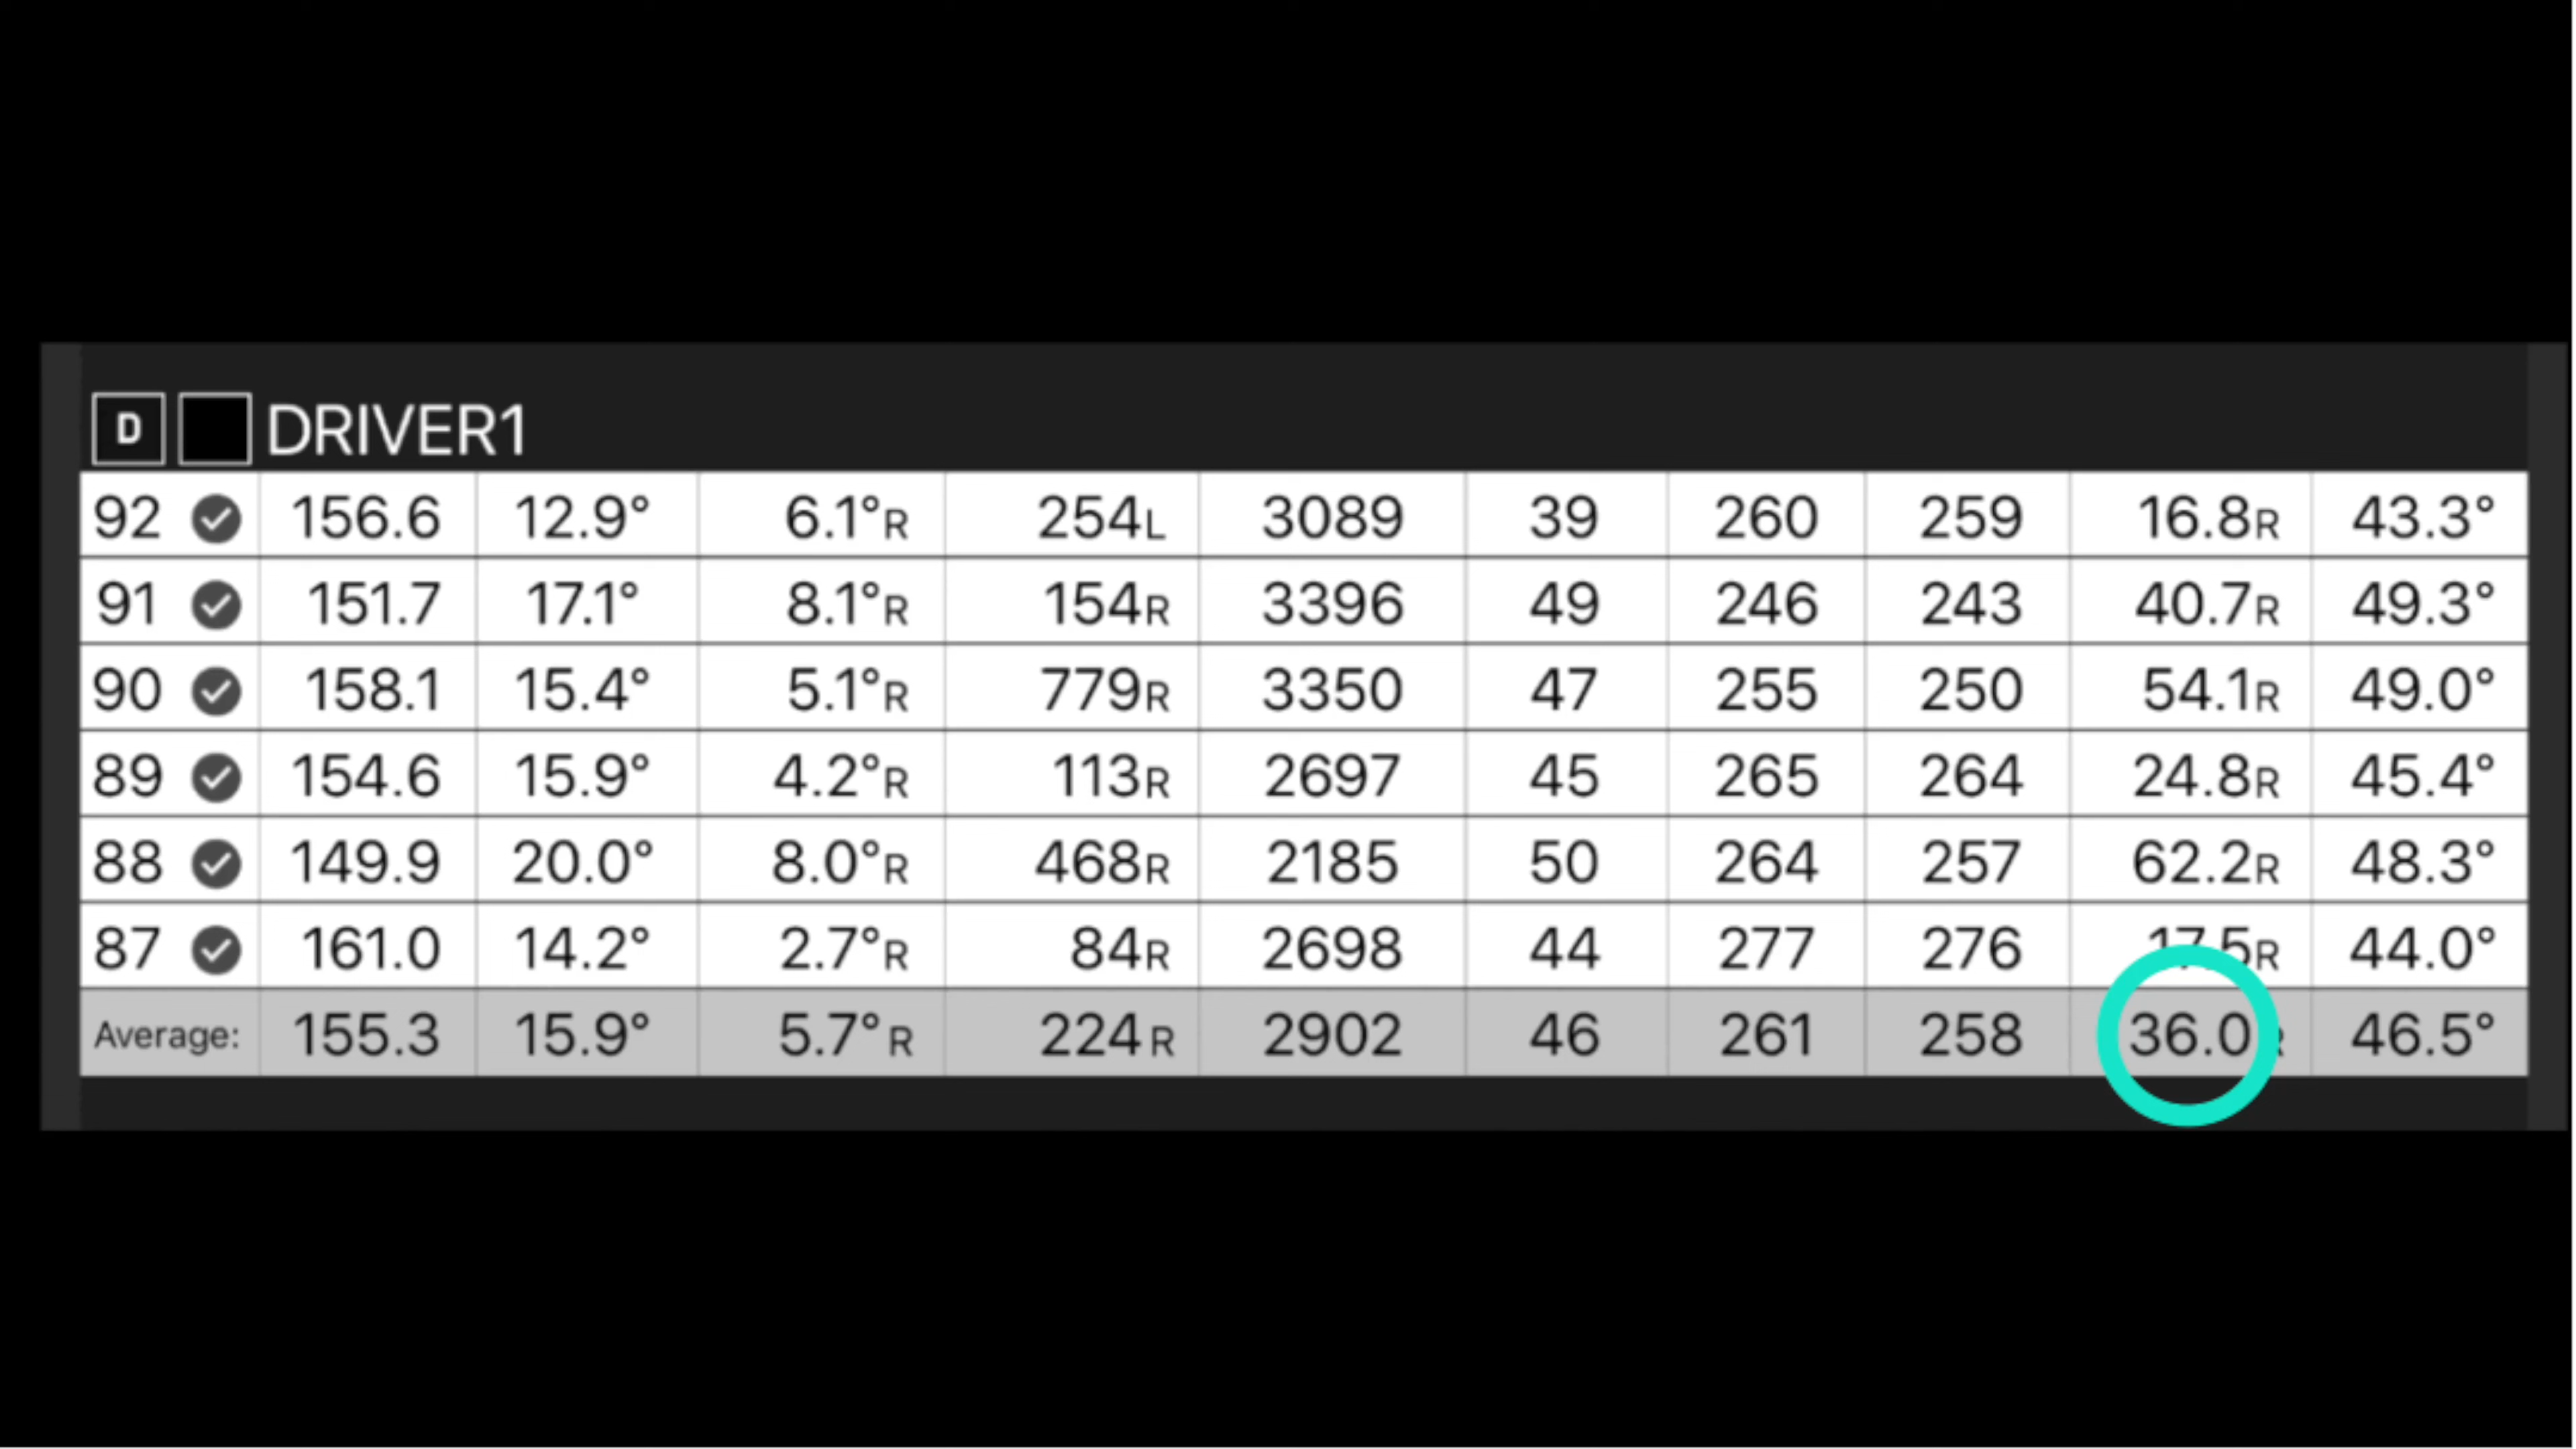 D DRIVER1
92 156.6 12.9° 6.1°R 254L 3089 39 260 259 16.8R 43.3°
91 151.7 17.1° 8.1°R 154R 3396 49 246 243 40.7R 49.3°
90 158.1 15.4° 5.1°R 779R 3350 47 255 250 54.1R 49.0°
89 154.6 15.9° 4.2°R 113R 2697 45 265 264 24.8R 45.4°
88 149.9 20.0° 8.0°R 468R 2185 50 264 257 62.2R 48.3°
87 161.0 14.2° 2.7°R 84R 2698 44 277 276 17.5R 44.0°
Average: 155.3 15.9° 5.7°R 224R 2902 46 261 258 36.0R 46.5°